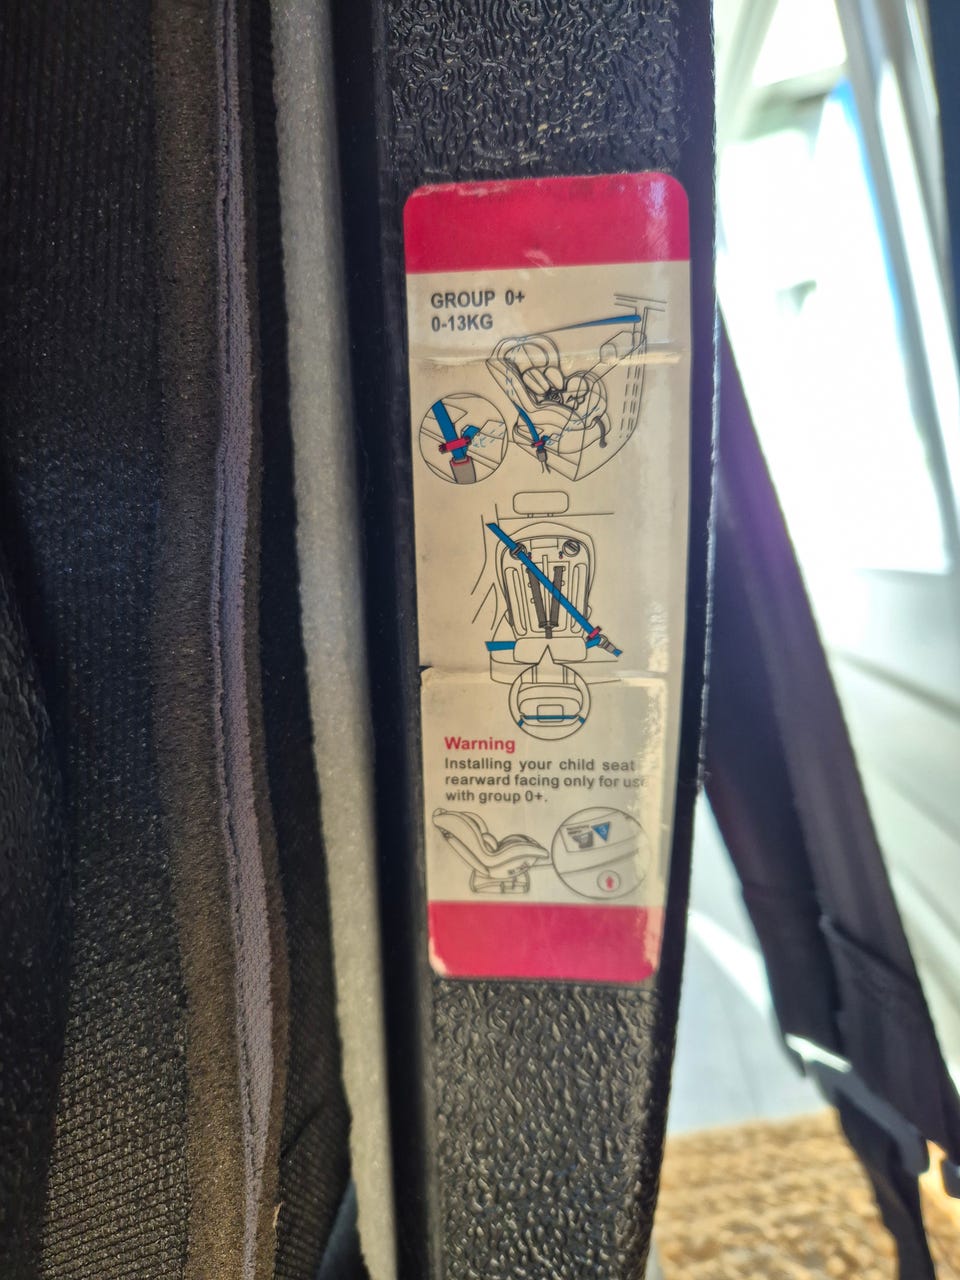 GROUP 0+
0-13KG
Warning
Installing your child seat
rearward facing only for use
with group 0+.